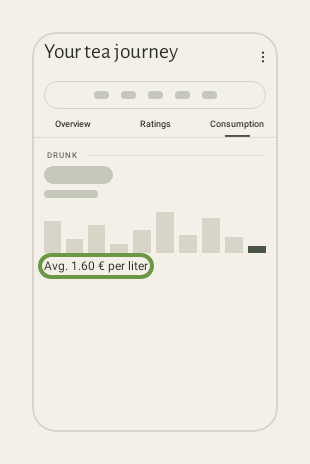 Your tea journey
Overview Ratings Consumption
DRUNK
Avg. 1.60 € per liter